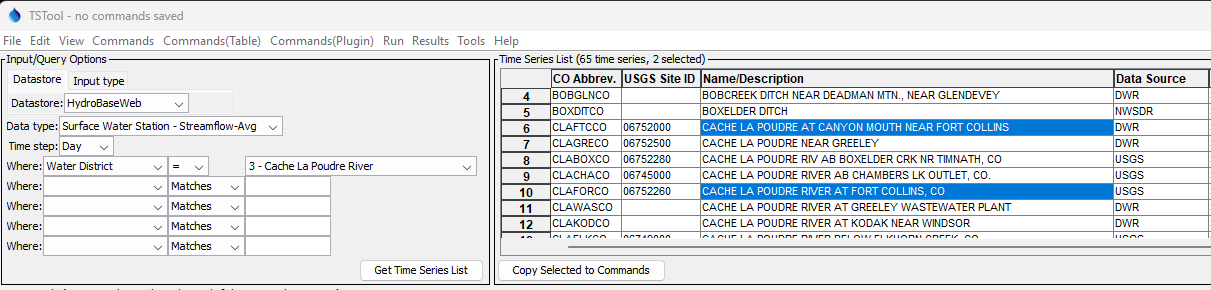 TSTool - no commands saved
File Edit View Commands Commands(Table) Commands(Plugin) Run Results Tools Help
Input/Query Options
Datastore Input type
Datastore: HydroBaseWeb
Data type: Surface Water Station - Streamflow-Avg
Time step: Day
Where: Water District = 3 - Cache La Poudre River
Where: Matches
Where: Matches
Where: Matches
Where: Matches
Get Time Series List
Time Series List (65 time series, 2 selected)
CO Abbrev. USGS Site ID Name/Description Data Source
4 BOBGLNCO BOBCREEK DITCH NEAR DEADMAN MTN., NEAR GLENDEVEY DWR
5 BOXDITCO BOXELDER DITCH NWSDR
6 CLAFTCCO 06752000 CACHE LA POUDRE AT CANYON MOUTH NEAR FORT COLLINS DWR
7 CLAGRECO 06752500 CACHE LA POUDRE NEAR GREELEY DWR
8 CLABOXCO 06752280 CACHE LA POUDRE RIV AB BOXELDER CRK NR TIMNATH, CO USGS
9 CLACHACO 06745000 CACHE LA POUDRE RIVER AB CHAMBERS LK OUTLET, CO. USGS
10 CLAFORCO 06752260 CACHE LA POUDRE RIVER AT FORT COLLINS, CO USGS
11 CLAWASCO CACHE LA POUDRE RIVER AT GREELEY WASTEWATER PLANT DWR
12 CLAKODCO CACHE LA POUDRE RIVER AT KODAK NEAR WINDSOR DWR
CACHE LA POUDRE RIVER BELOW ELKHORN CREEK, CO USGS
Copy Selected to Commands